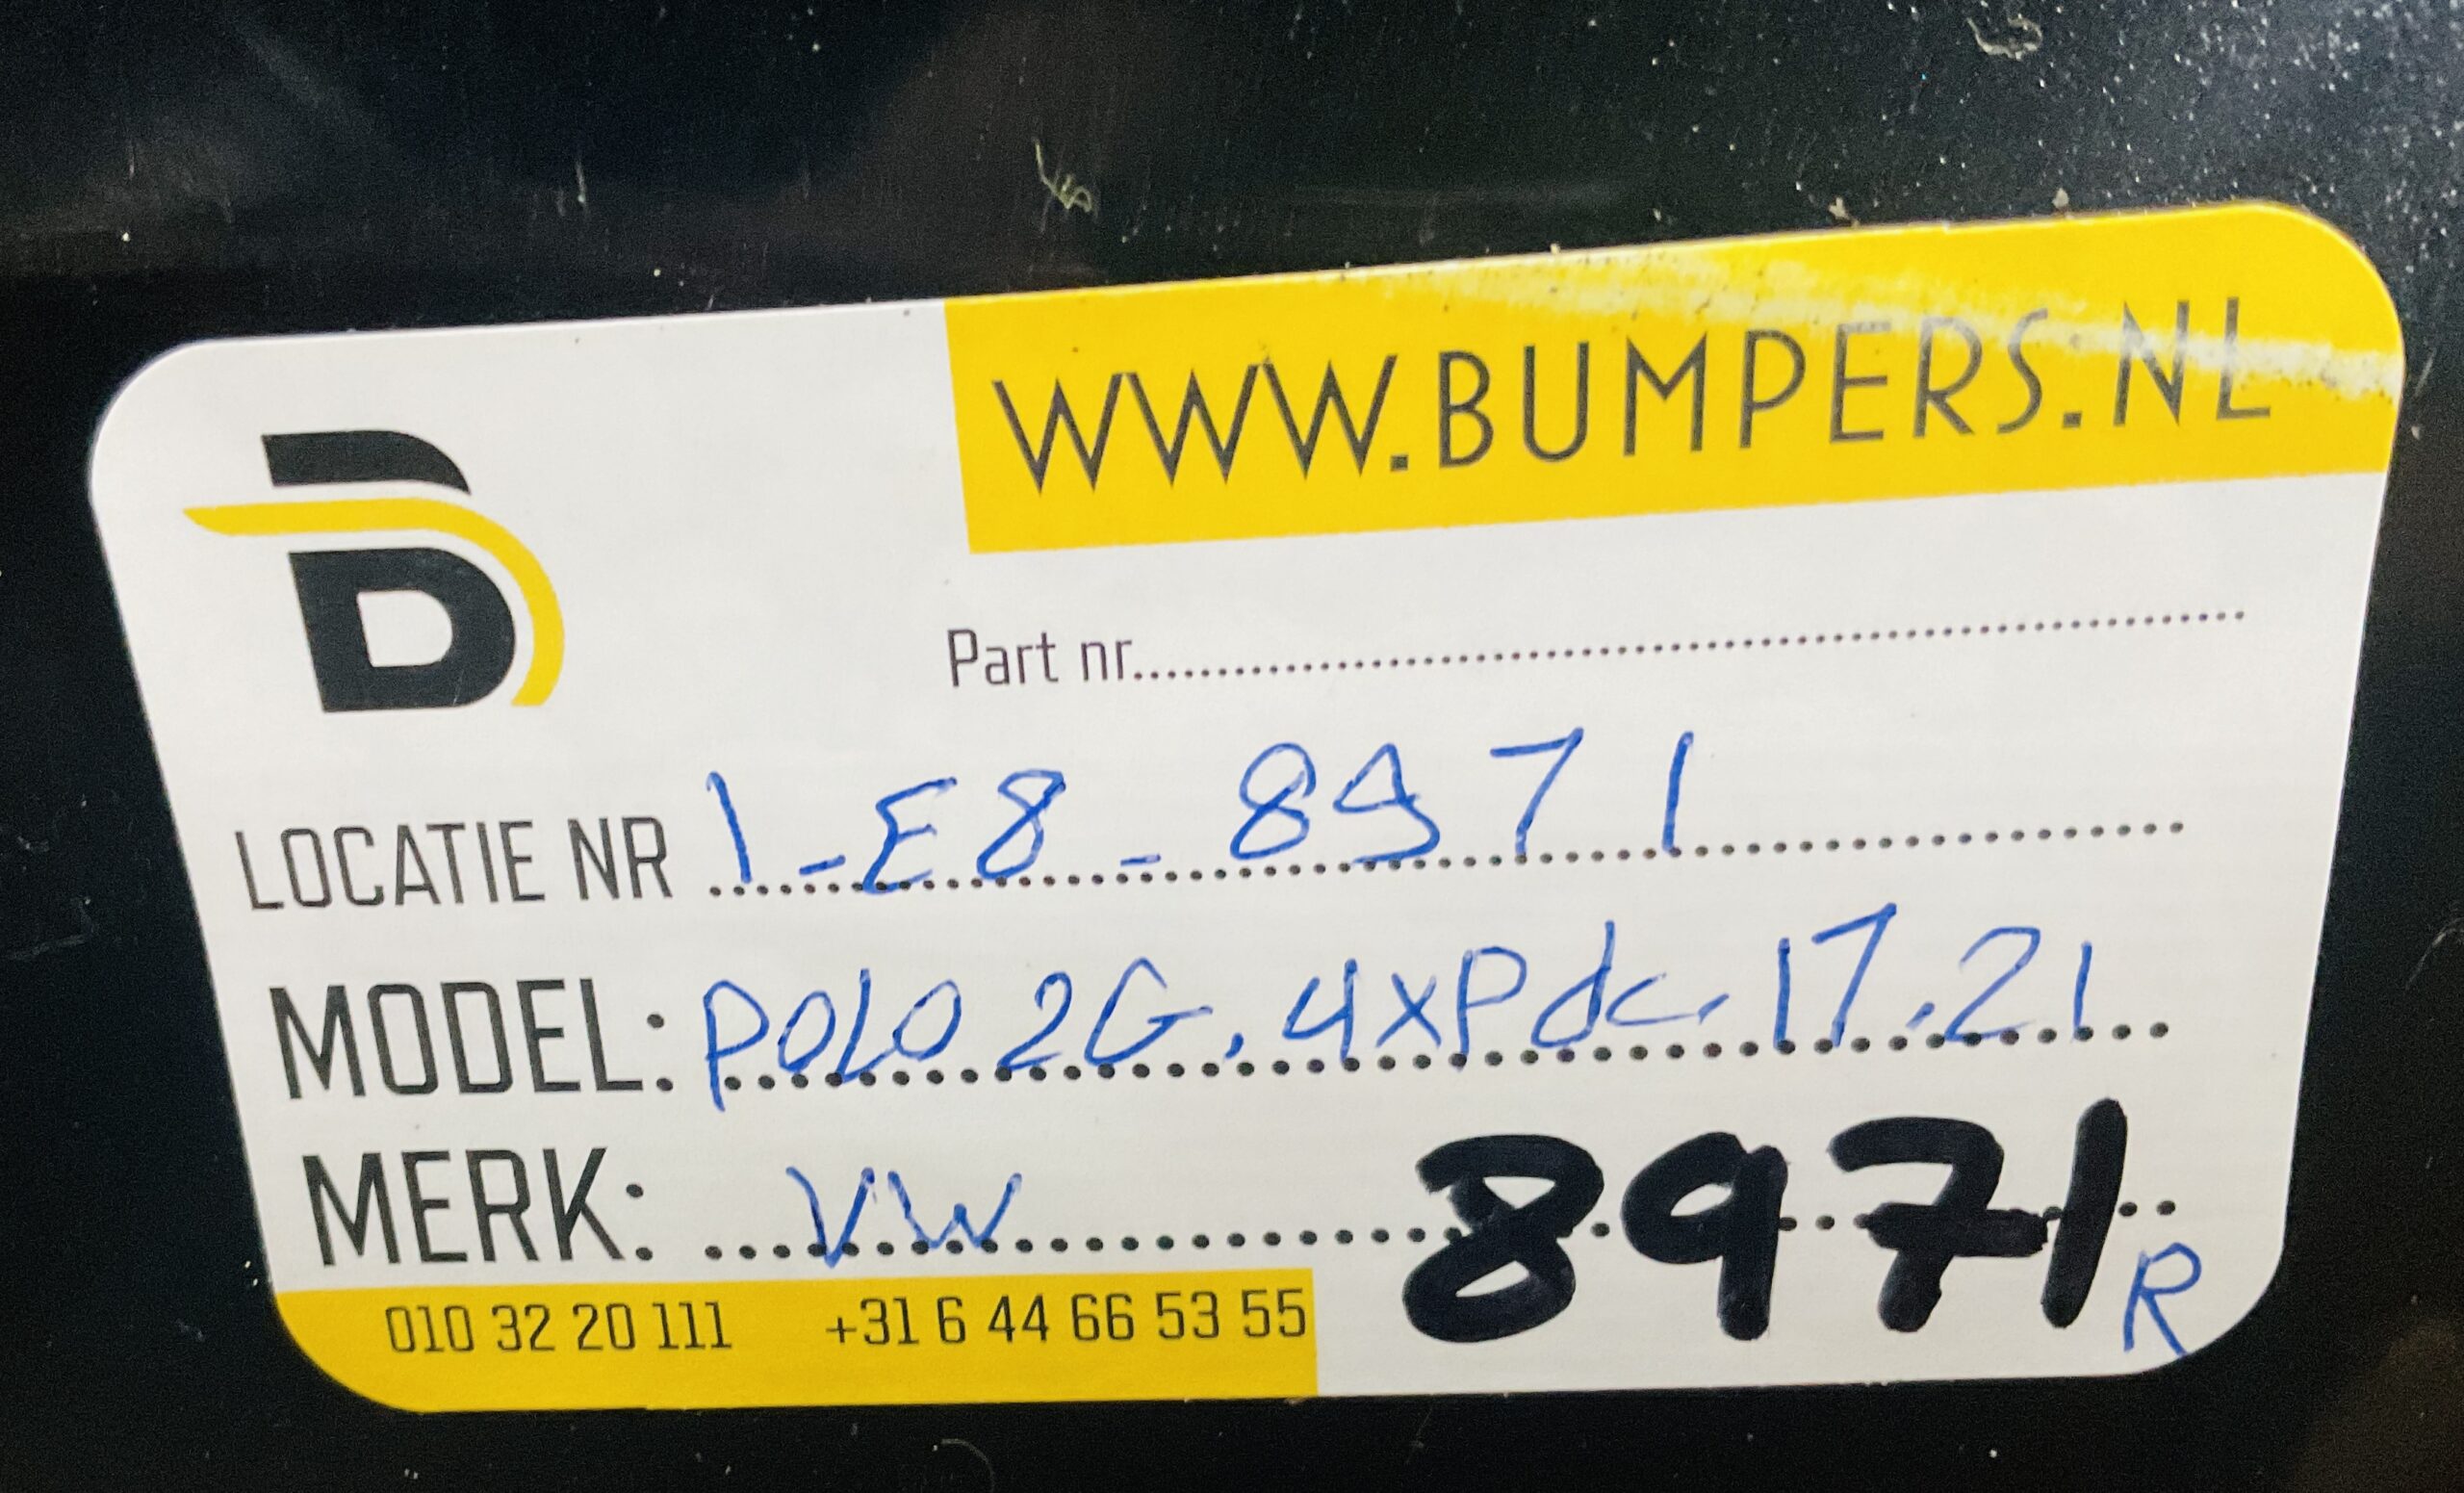 WWW.BUMPERS.NL
B
Part nr.......................................................
LOCATIE NR 1-E8-8971
MODEL: POLO 2G. 4xPdc. 17.21
MERK: VW 8971 R
010 32 20 111 +31 6 44 66 53 55